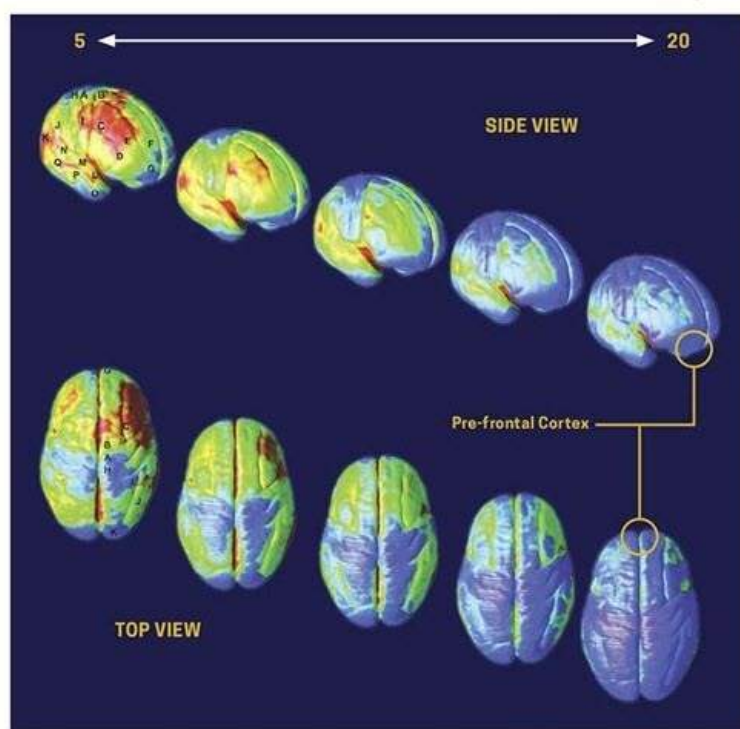 5 20
SIDE VIEW
H A B
J I C
K E F
N D
Q M G
P L
O
Pre-frontal Cortex
G
C
B
A
H
J
K
TOP VIEW